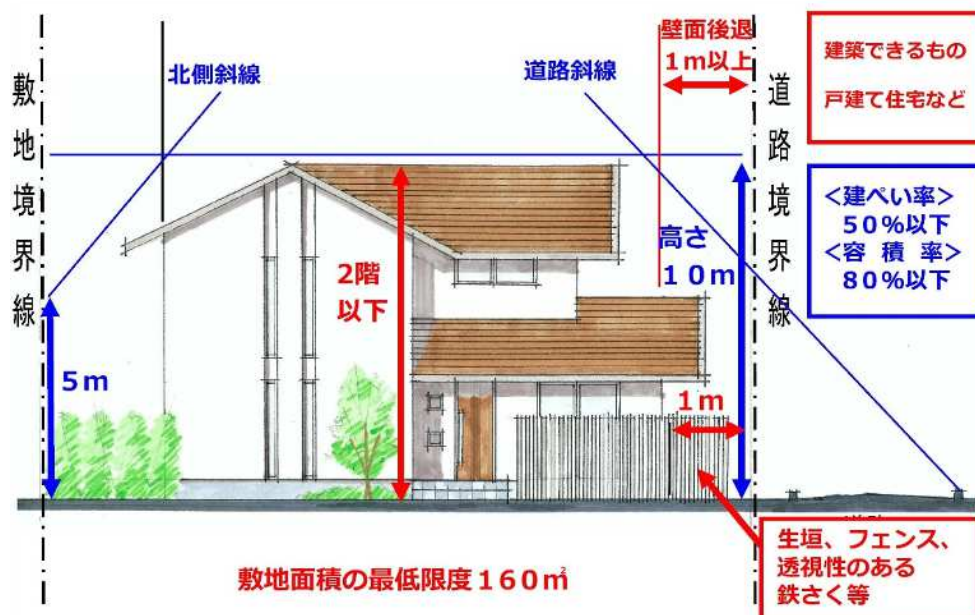 壁面後退
1m以上
建築できるもの
戸建て住宅など
北側斜線
道路斜線
敷地境界線
道路境界線
<建ぺい率>
50%以下
<容 積 率>
80%以下
2階
以下
高さ
10m
5m
1m
生垣、フェンス、
透視性のある
鉄さく等
敷地面積の最低限度160㎡